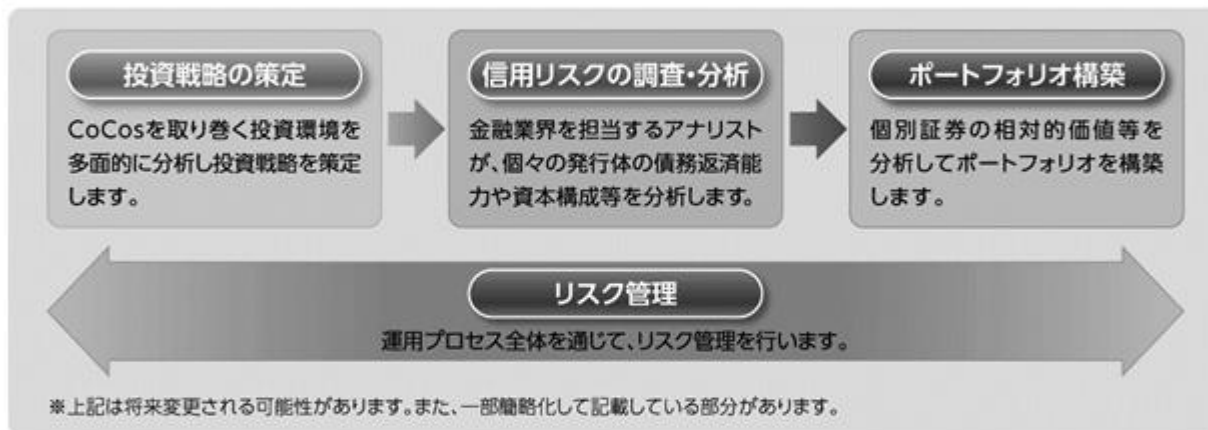 投資戦略の策定
CoCosを取り巻く投資環境を
多面的に分析し投資戦略を策定
します。
信用リスクの調査・分析
金融業界を担当するアナリスト
が、個々の発行体の債務返済能
力や資本構成等を分析します。
ポートフォリオ構築
個別証券の相対的価値等を
分析してポートフォリオを構築
します。
リスク管理
運用プロセス全体を通じて、リスク管理を行います。
※上記は将来変更される可能性があります。また、一部簡略化して記載している部分があります。